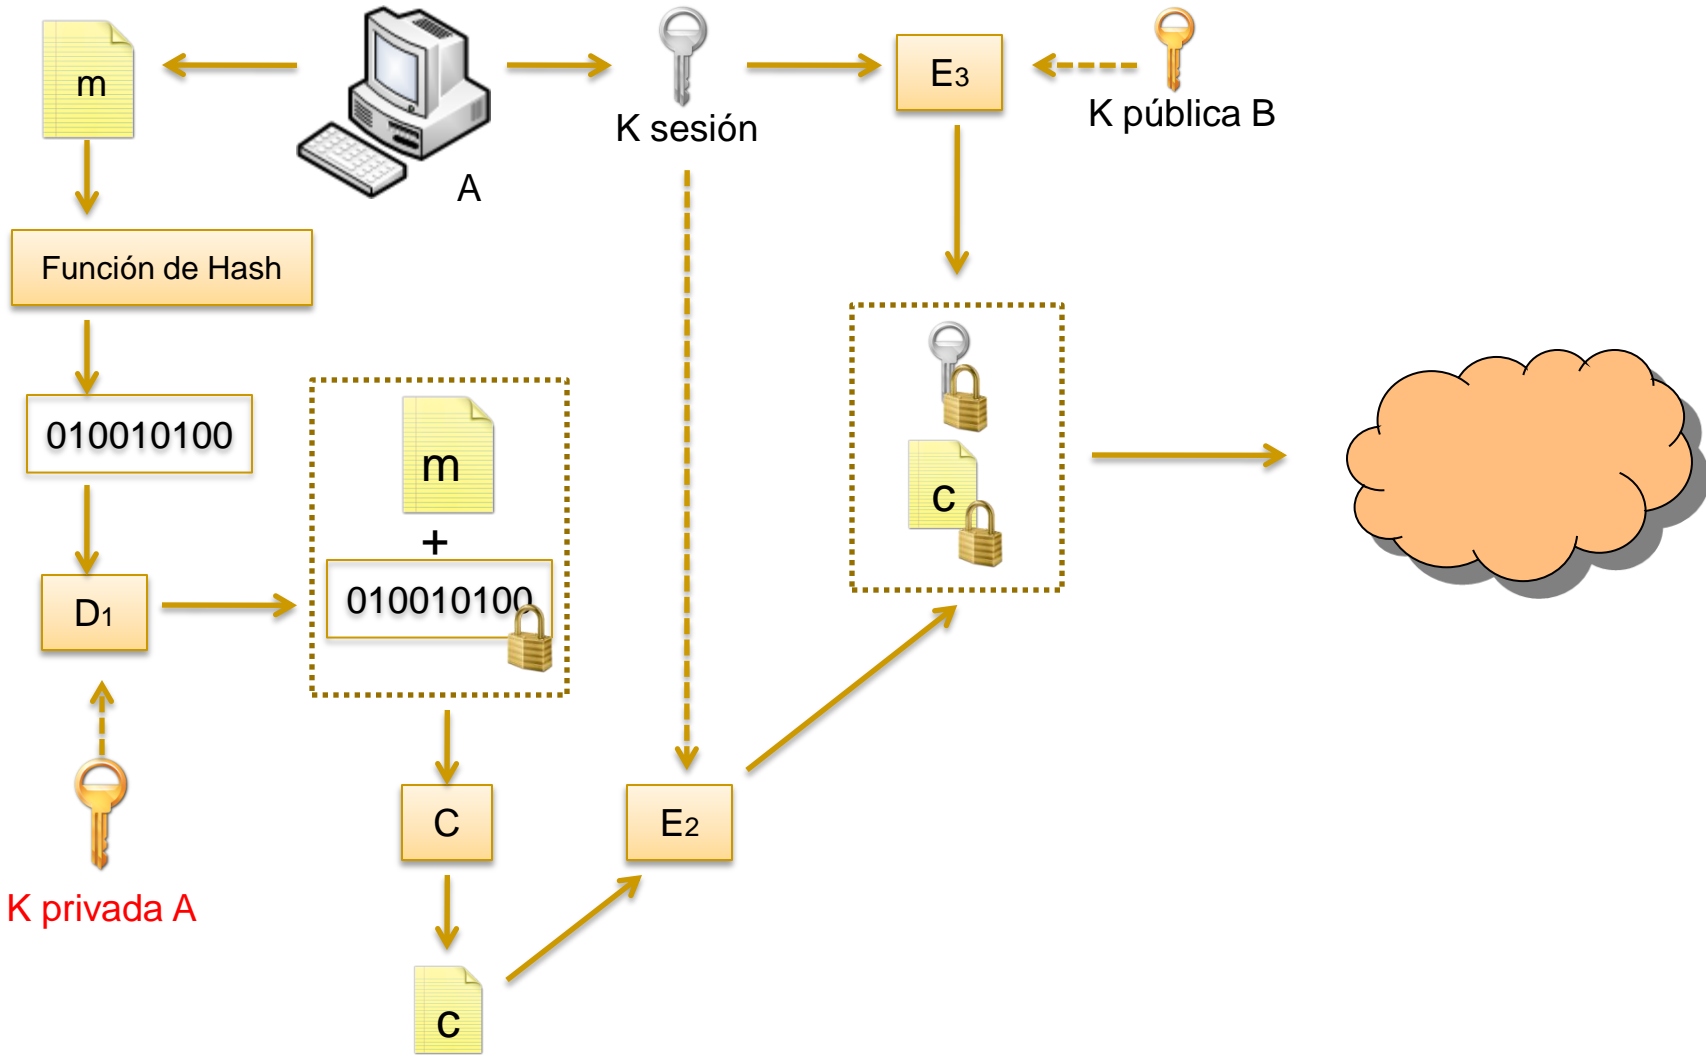 m
A
K sesión
E3
K pública B
Función de Hash
010010100
m
+
010010100
c
D1
K privada A
C
E2
c